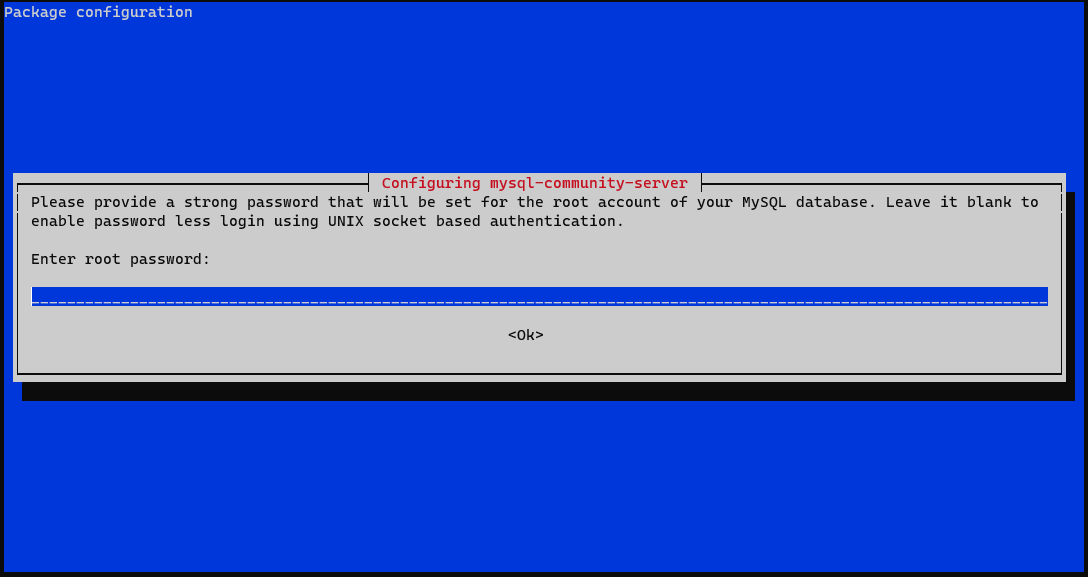 Package configuration
Configuring mysql-community-server
Please provide a strong password that will be set for the root account of your MySQL database. Leave it blank to
enable password less login using UNIX socket based authentication.
Enter root password:
<Ok>